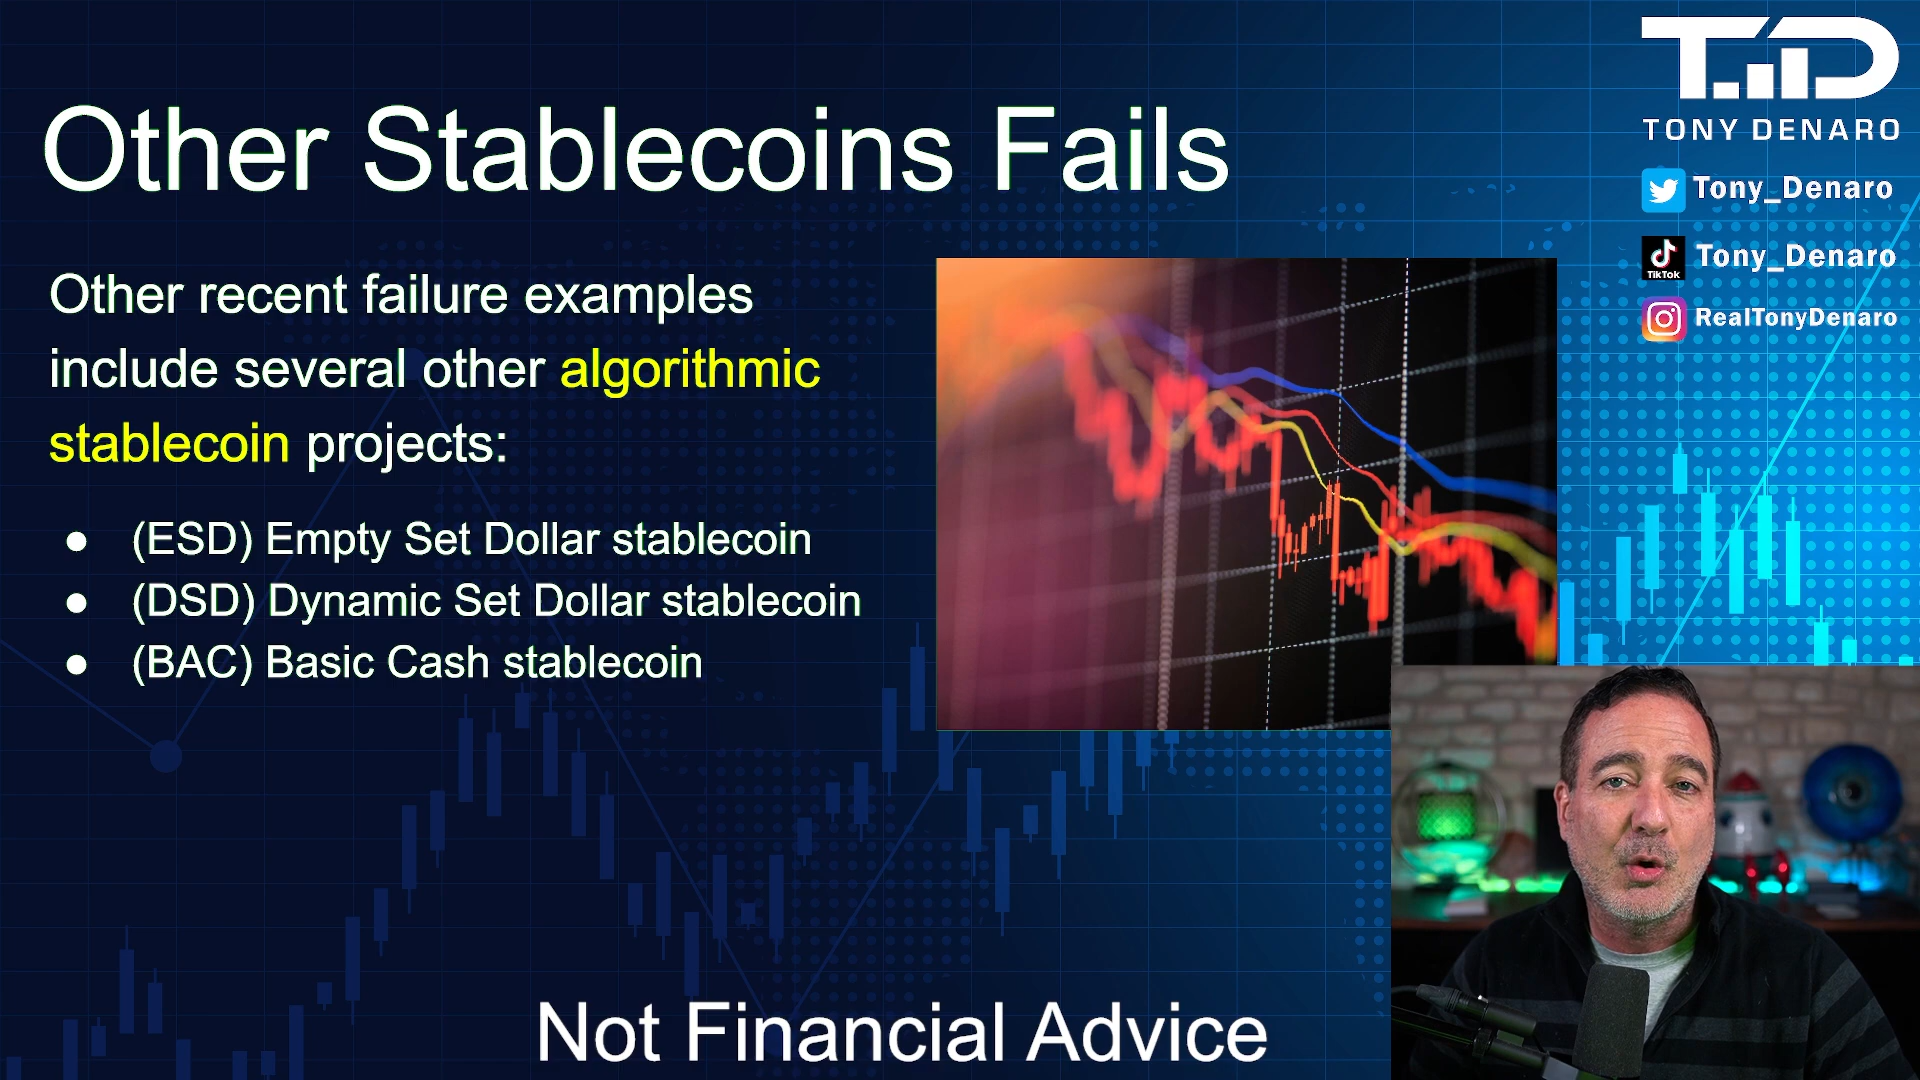 Other Stablecoins Fails
Other recent failure examples
include several other algorithmic
stablecoin projects:
● (ESD) Empty Set Dollar stablecoin
● (DSD) Dynamic Set Dollar stablecoin
● (BAC) Basic Cash stablecoin
Not Financial Advice
TD
TONY DENARO
Tony_Denaro
TikTok
Tony_Denaro
RealTonyDenaro